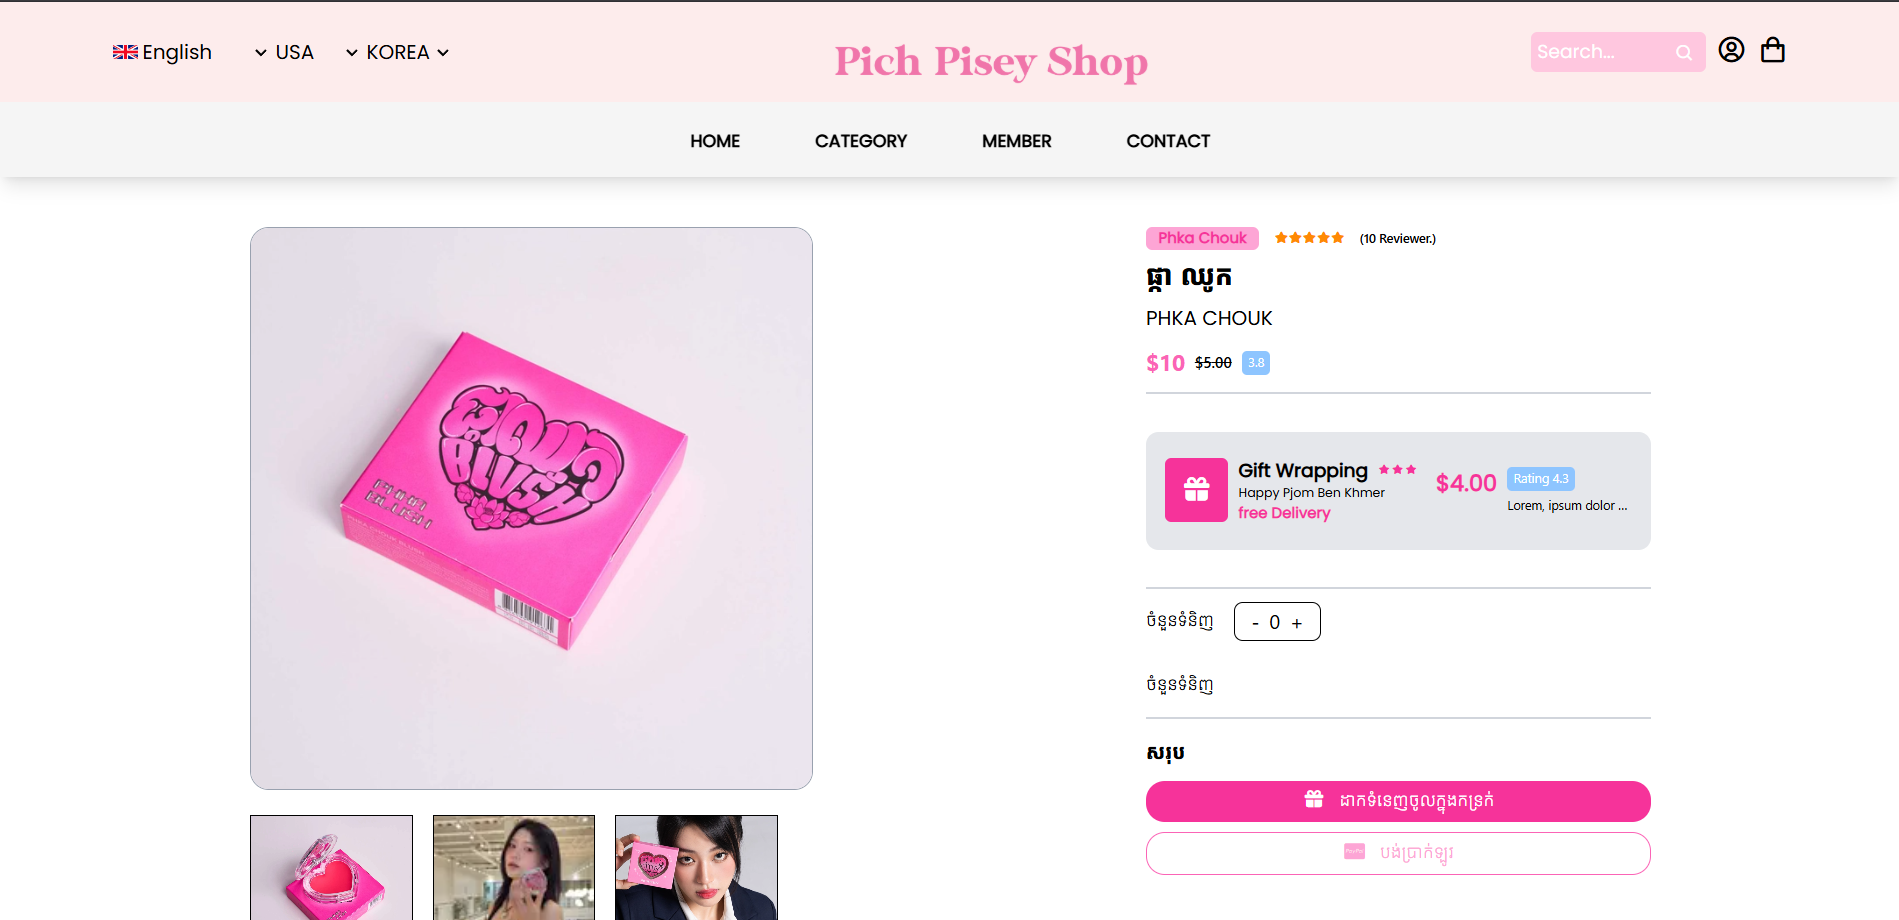 English
USA
KOREA
Pich Pisey Shop
Search...
HOME
CATEGORY
MEMBER
CONTACT
BLUSH
Phka Chouk
(10 Reviewer.)
ផ្កា ឈូក
PHKA CHOUK
$10 $5.00 3.8
Gift Wrapping
Happy Pjom Ben Khmer
free Delivery
$4.00
Rating 4.3
Lorem, ipsum dolor ...
ចំនួនទំនិញ
- 0 +
ចំនួនទំនិញ
សរុប
ដាកទំនេញចូលក្នុងកន្រ្តក់
បង់ប្រាក់ឡូវ